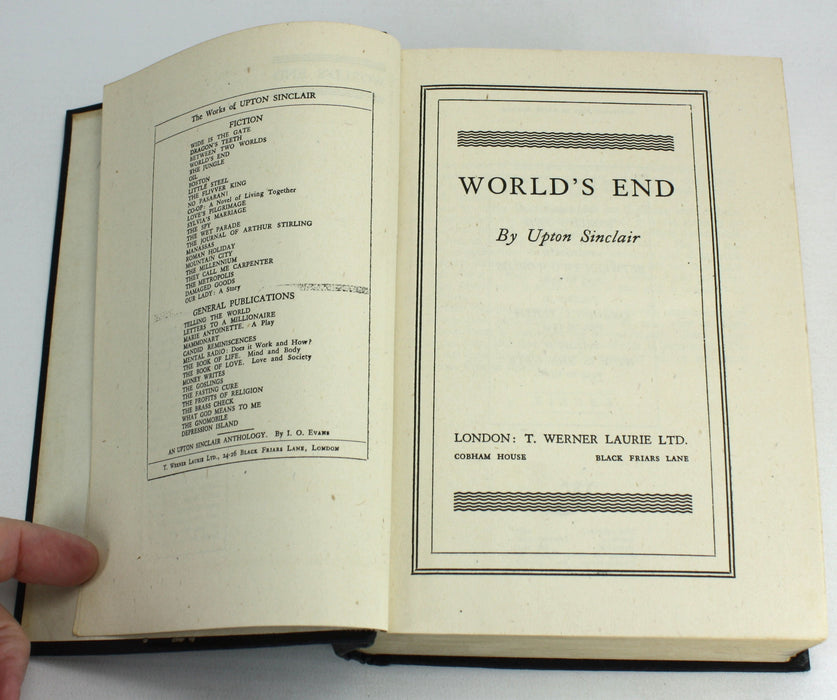 The Works of UPTON SINCLAIR
FICTION
WIDE IS THE GATE
DRAGON'S TEETH
BETWEEN TWO WORLDS
WORLD'S END
THE JUNGLE
OIL
BOSTON
LITTLE STEEL
THE FLIVVER KING
NO PASARAN!
CO-OP: A Novel of Living Together
LOVE'S PILGRIMAGE
SYLVIA'S MARRIAGE
THE SPY
THE WET PARADE
THE JOURNAL OF ARTHUR STIRLING
MANASSAS
ROMAN HOLIDAY
MOUNTAIN CITY
THE MILLENNIUM
THEY CALL ME CARPENTER
THE METROPOLIS
DAMAGED GOODS
OUR LADY: A Story
GENERAL PUBLICATIONS
TELLING THE WORLD
LETTERS TO A MILLIONAIRE
MARIE ANTOINETTE. A Play
MAMMONART
CANDID REMINISCENCES
MENTAL RADIO: Does it Work and How?
THE BOOK OF LIFE. Mind and Body
THE BOOK OF LOVE. Love and Society
MONEY WRITES
THE GOSLINGS
THE FASTING CURE
THE PROFITS OF RELIGION
THE BRASS CHECK
WHAT GOD MEANS TO ME
THE GNOMOBILE
DEPRESSION ISLAND
AN UPTON SINCLAIR ANTHOLOGY. By I. O. EVANS
T. WERNER LAURIE LTD., 24-26 BLACK FRIARS LANE, LONDON
WORLD'S END
By Upton Sinclair
LONDON: T. WERNER LAURIE LTD.
COBHAM HOUSE BLACK FRIARS LANE